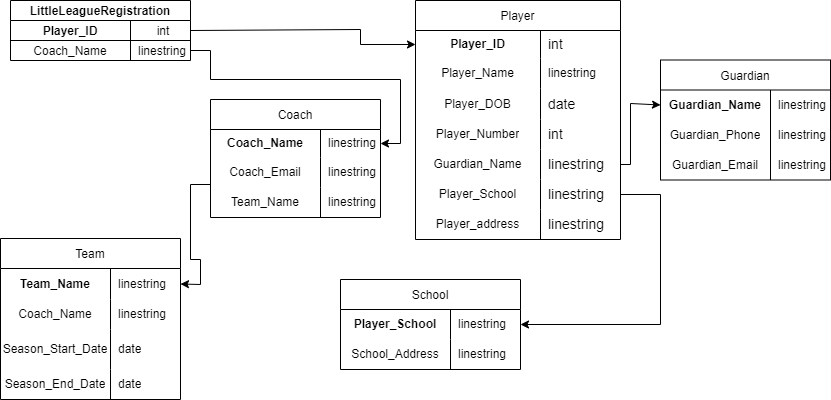 LittleLeagueRegistration
Player_ID int
Coach_Name linestring
Player
Player_ID int
Player_Name linestring
Player_DOB date
Player_Number int
Guardian_Name linestring
Player_School linestring
Player_address linestring
Guardian
Guardian_Name linestring
Guardian_Phone linestring
Guardian_Email linestring
Coach
Coach_Name linestring
Coach_Email linestring
Team_Name linestring
Team
Team_Name linestring
Coach_Name linestring
Season_Start_Date date
Season_End_Date date
School
Player_School linestring
School_Address linestring